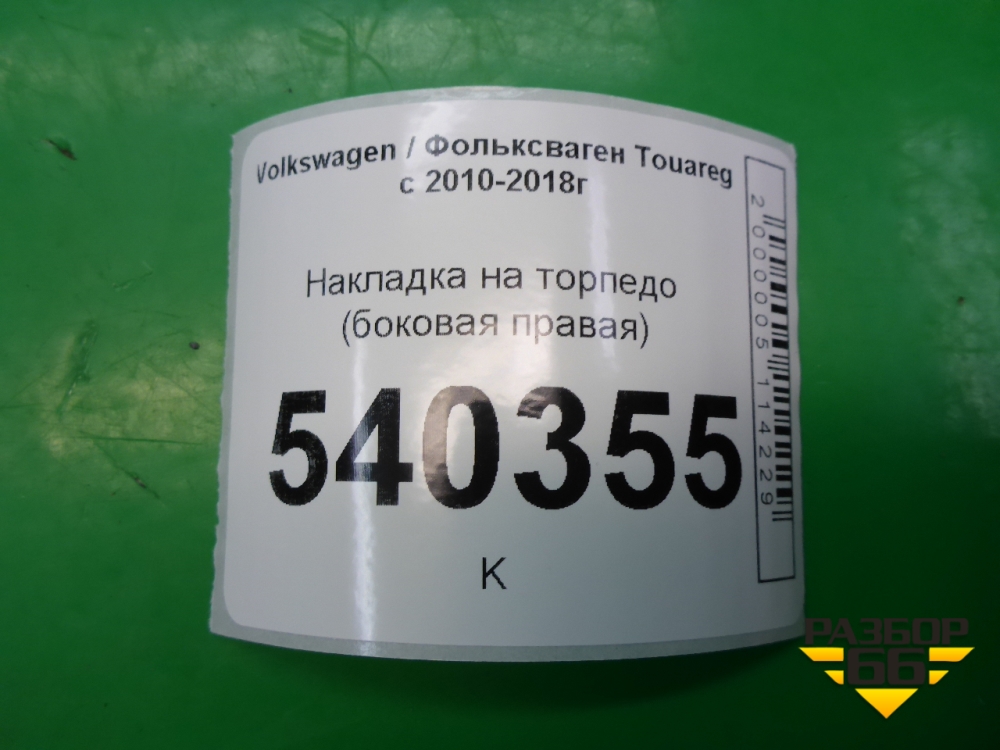 Volkswagen / Фольксваген Touareg
с 2010-2018г
Накладка на торпедо
(боковая правая)
540355
К
2000005114229
РАЗБОР
66